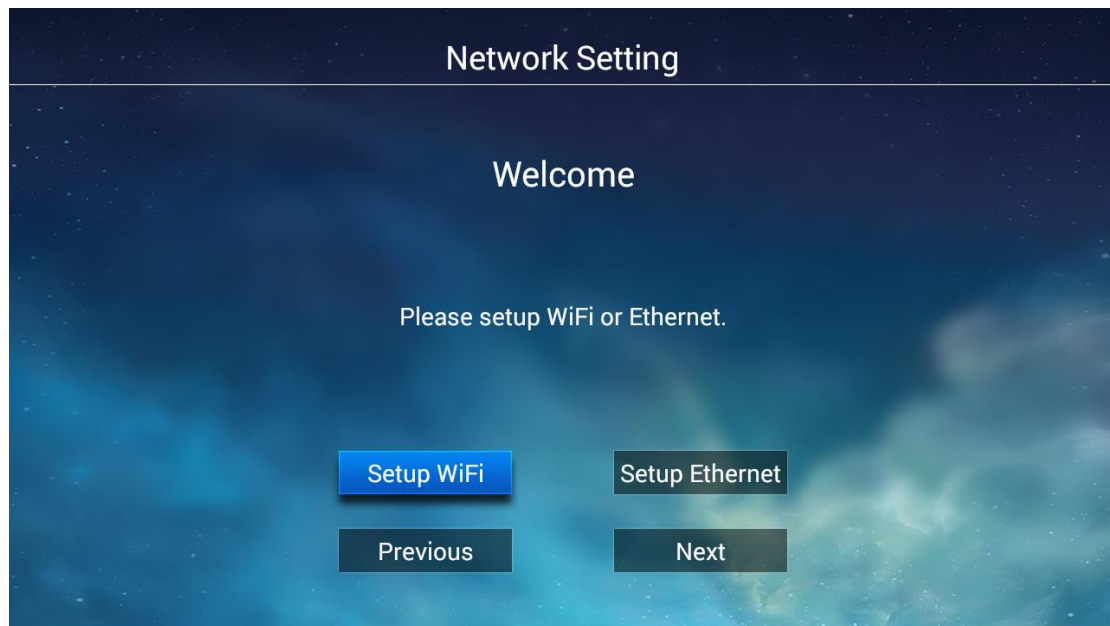 Network Setting
Welcome
Please setup WiFi or Ethernet.
Setup WiFi
Setup Ethernet
Previous
Next